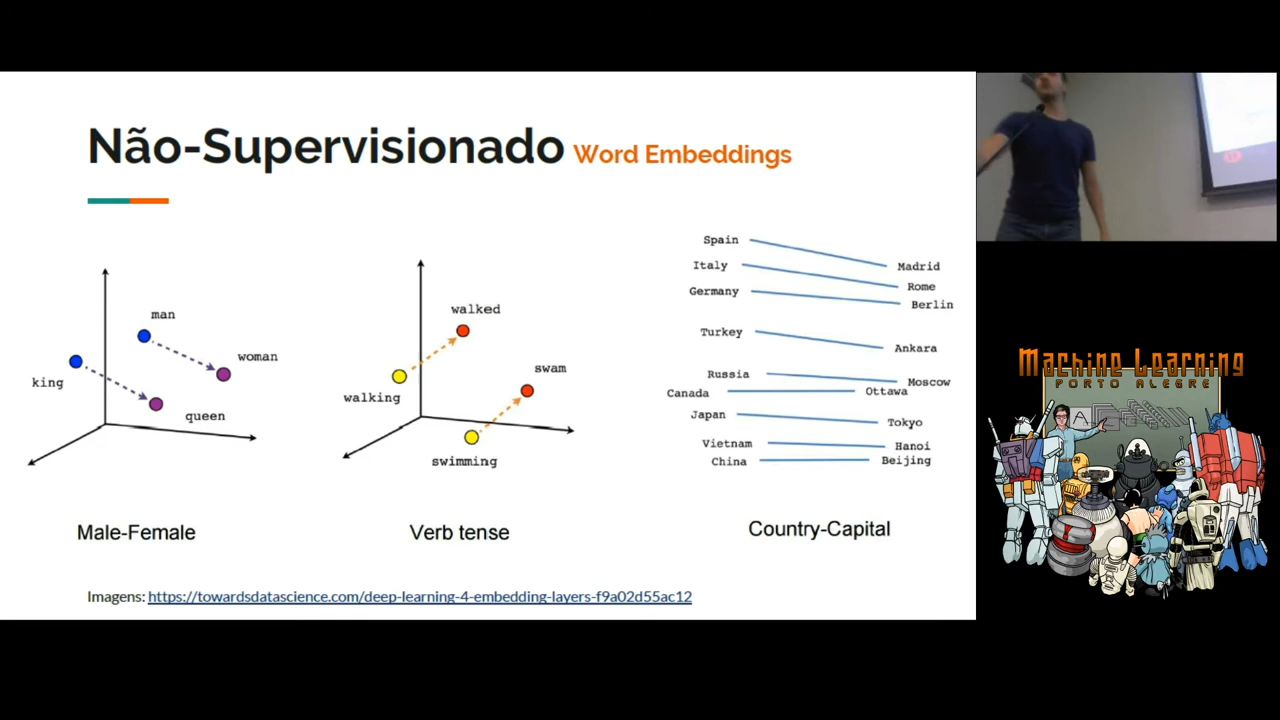 Não-Supervisionado Word Embeddings
man
woman
king
queen
Male-Female
walked
swam
walking
swimming
Verb tense
Spain Madrid
Italy Rome
Germany Berlin
Turkey Ankara
Russia Moscow
Canada Ottawa
Japan Tokyo
Vietnam Hanoi
China Beijing
Country-Capital
Imagens: https://towardsdatascience.com/deep-learning-4-embedding-layers-f9a02d55ac12
Machine Learning
PORTO ALEGRE
A